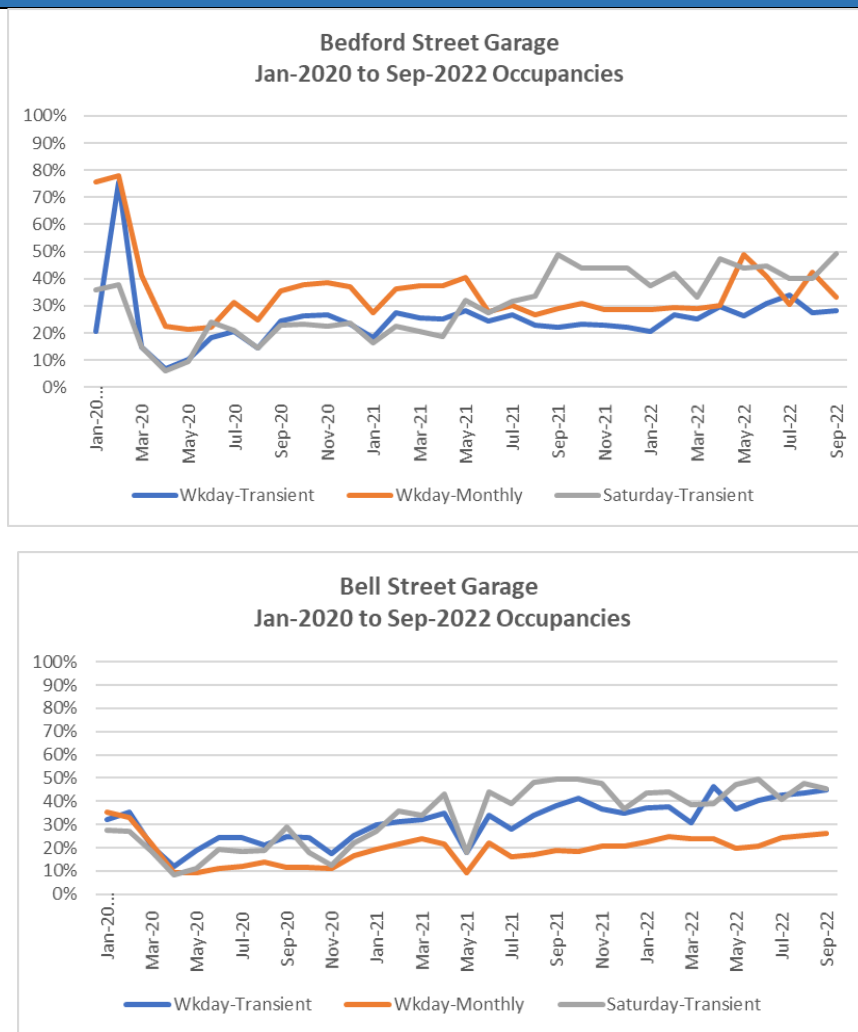 Bedford Street Garage
Jan-2020 to Sep-2022 Occupancies
100%
90%
80%
70%
60%
50%
40%
30%
20%
10%
0%
Jan-20...
Mar-20
May-20
Jul-20
Sep-20
Nov-20
Jan-21
Mar-21
May-21
Jul-21
Sep-21
Nov-21
Jan-22
Mar-22
May-22
Jul-22
Sep-22
Wkday-Transient Wkday-Monthly Saturday-Transient
Bell Street Garage
Jan-2020 to Sep-2022 Occupancies
100%
90%
80%
70%
60%
50%
40%
30%
20%
10%
0%
Jan-20...
Mar-20
May-20
Jul-20
Sep-20
Nov-20
Jan-21
Mar-21
May-21
Jul-21
Sep-21
Nov-21
Jan-22
Mar-22
May-22
Jul-22
Sep-22
Wkday-Transient Wkday-Monthly Saturday-Transient